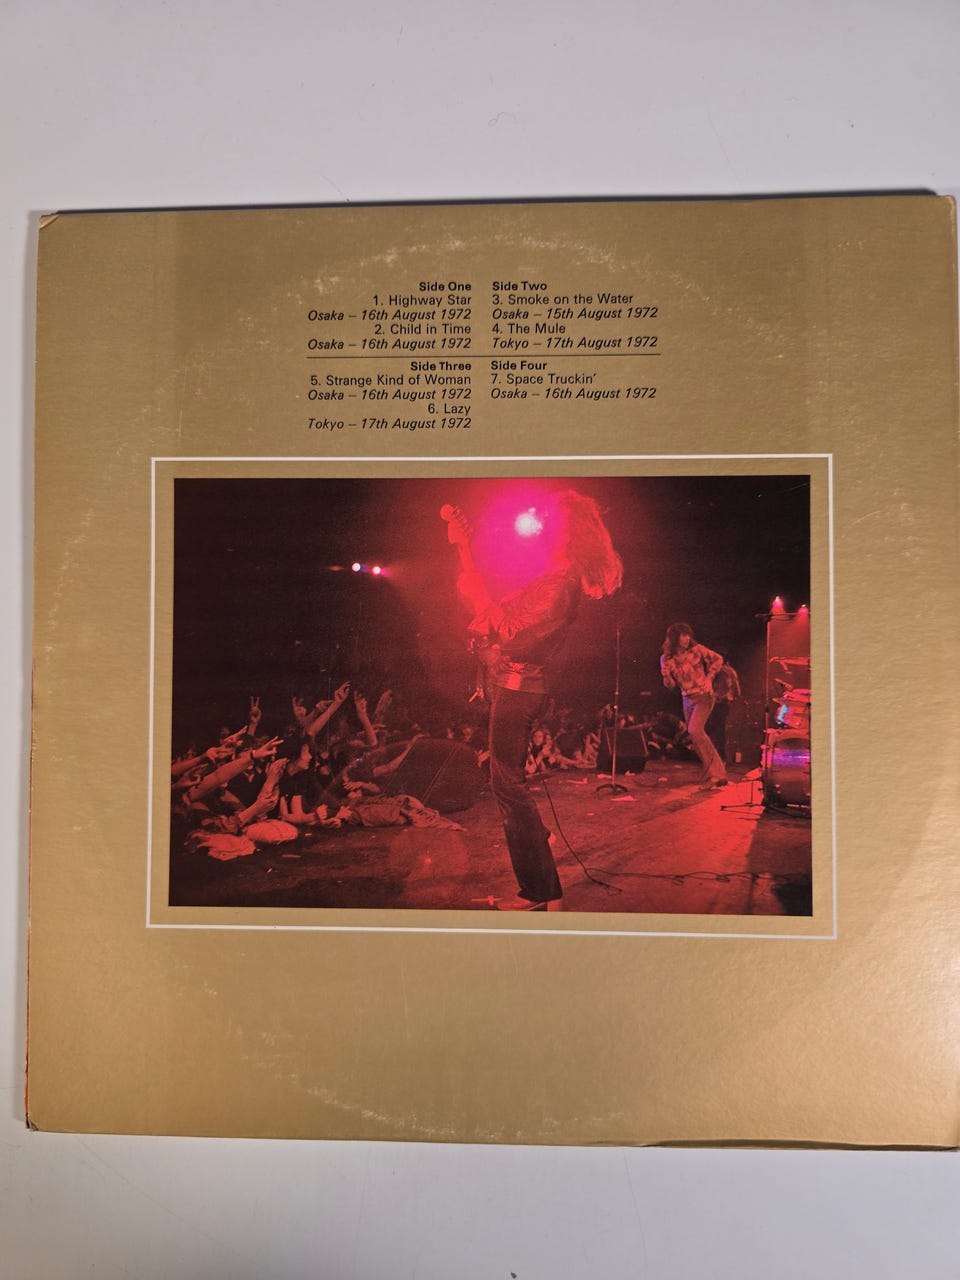 Side One
1. Highway Star
Osaka – 16th August 1972
2. Child in Time
Osaka – 16th August 1972
Side Two
3. Smoke on the Water
Osaka – 15th August 1972
4. The Mule
Tokyo – 17th August 1972
Side Three
5. Strange Kind of Woman
Osaka – 16th August 1972
6. Lazy
Tokyo – 17th August 1972
Side Four
7. Space Truckin'
Osaka – 16th August 1972